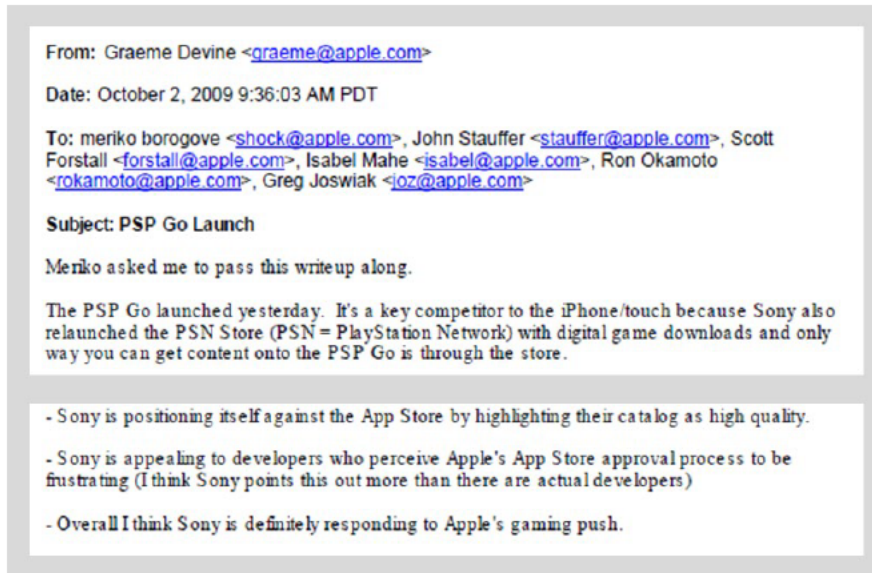 From: Graeme Devine <graeme@apple.com>
Date: October 2, 2009 9:36:03 AM PDT
To: meriko borogove <shock@apple.com>, John Stauffer <stauffer@apple.com>, Scott
Forstall <forstall@apple.com>, Isabel Mahe <isabel@apple.com>, Ron Okamoto
<rokamoto@apple.com>, Greg Joswiak <joz@apple.com>
Subject: PSP Go Launch
Meriko asked me to pass this writeup along.
The PSP Go launched yesterday. It's a key competitor to the iPhone/touch because Sony also
relaunched the PSN Store (PSN = PlayStation Network) with digital game downloads and only
way you can get content onto the PSP Go is through the store.
- Sony is positioning itself against the App Store by highlighting their catalog as high quality.
- Sony is appealing to developers who perceive Apple's App Store approval process to be
frustrating (I think Sony points this out more than there are actual developers)
- Overall I think Sony is definitely responding to Apple's gaming push.